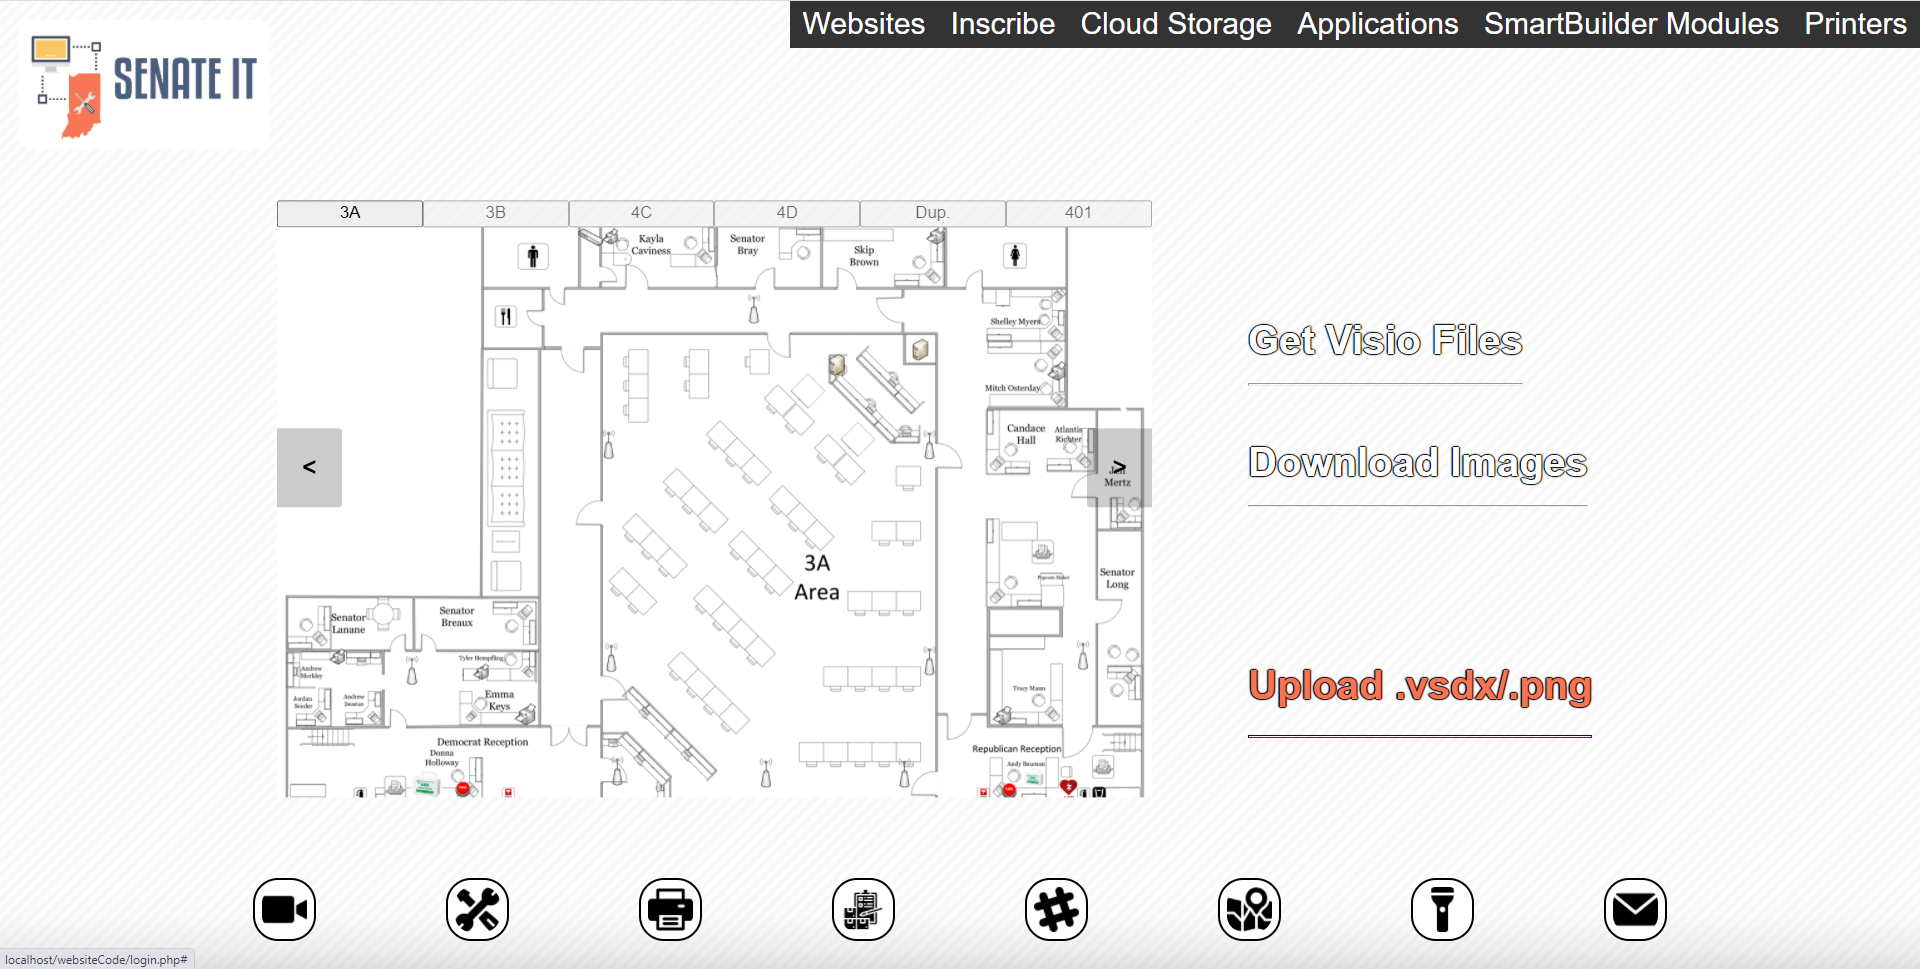 Websites Inscribe Cloud Storage Applications SmartBuilder Modules Printers
SENATE IT
3A 3B 4C 4D Dup. 401
Kayla
Caviness
Senator
Bray
Skip
Brown
Shelley Myers
Mitch Osterday
Candace
Hall
Atlantis
Richter
Mertz
<
>
3A
Area
Senator
Long
Senator
Lanane
Senator
Breaux
Andrew
Merkley
Tyler Hempfling
Jordan
Seeder
Andrew
Emma
Keys
Tracy Mann
Democrat Reception
Donna
Holloway
Republican Reception
Andy Bauman
Get Visio Files
Download Images
Upload .vsdx/.png
localhost/websiteCode/login.php#